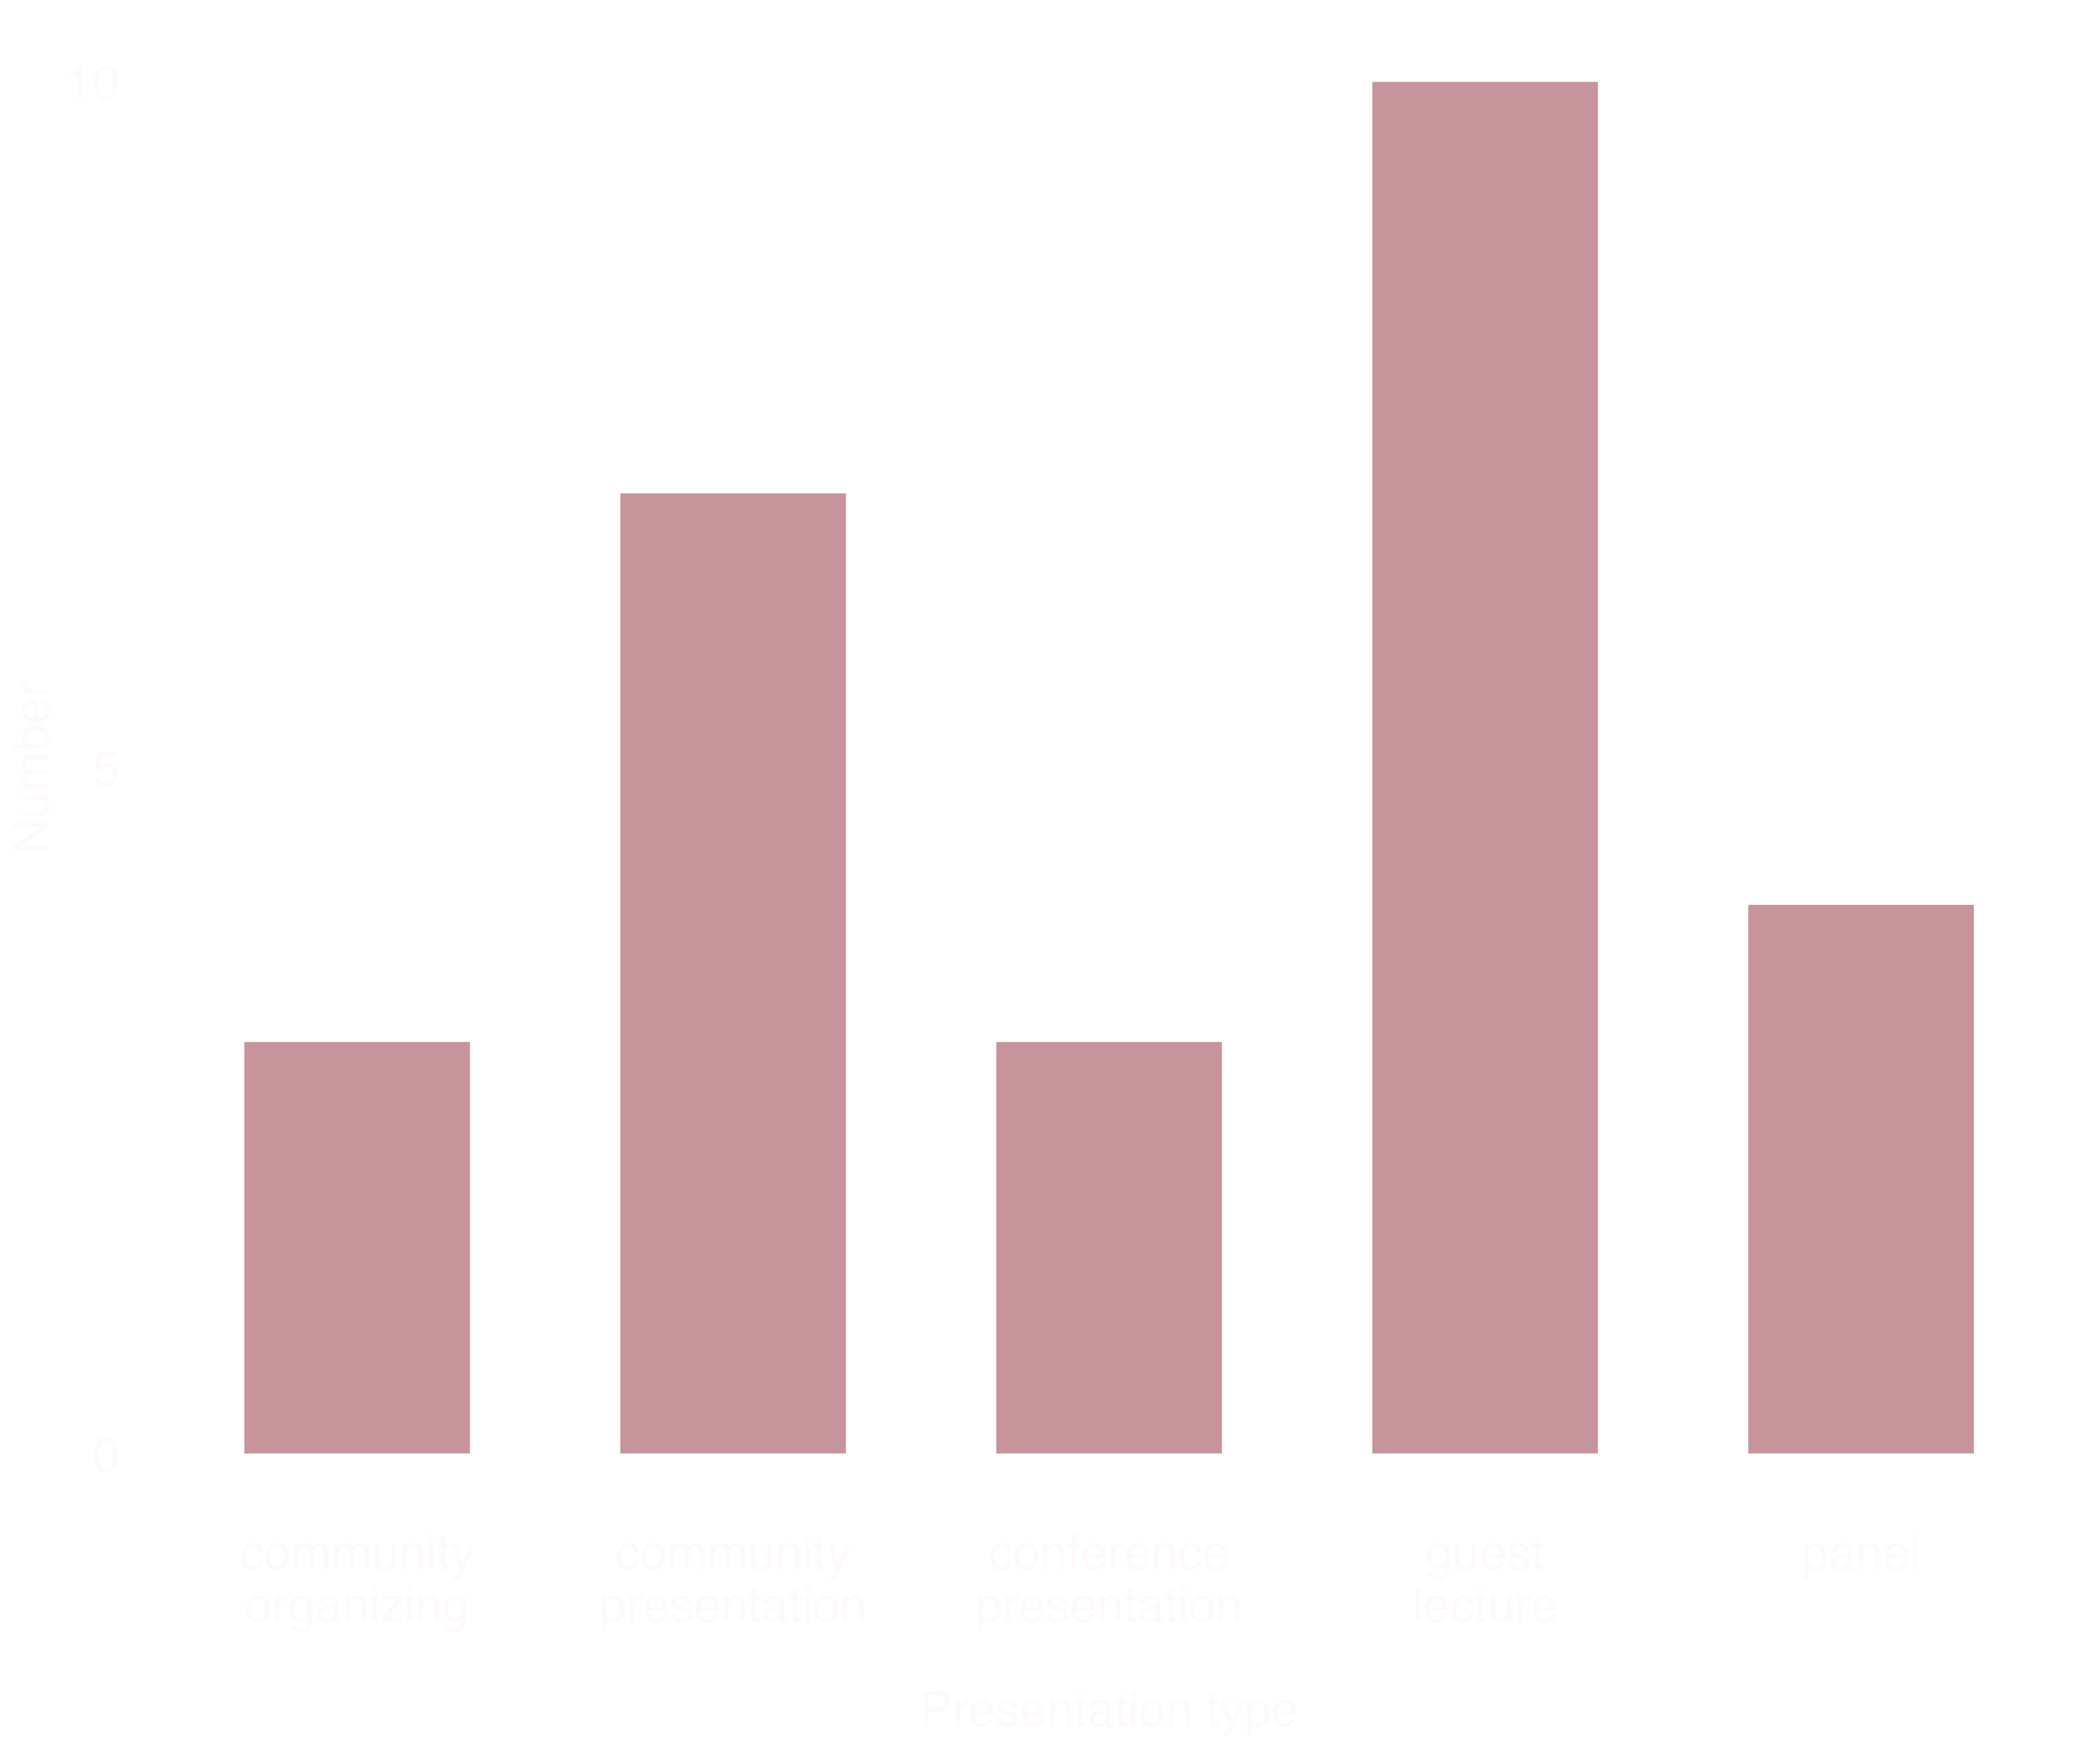 10
5
0
Number
community
organizing
community
presentation
conference
presentation
guest
lecture
panel
Presentation type